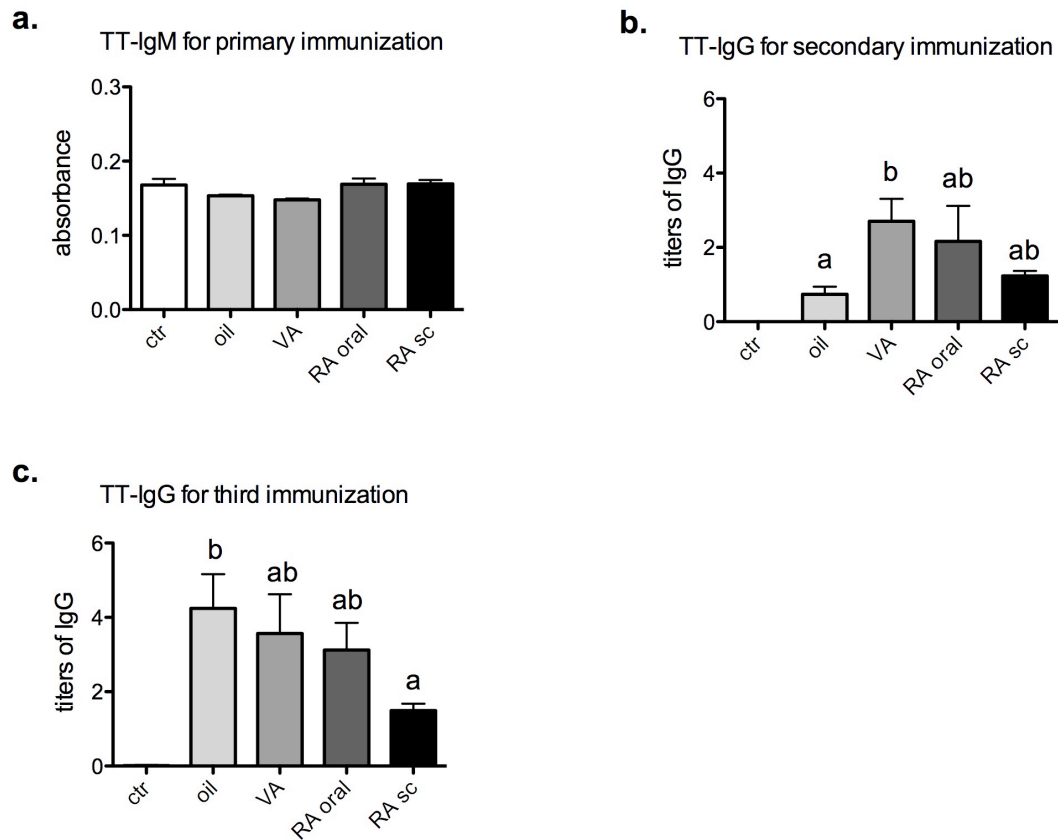 a.
TT-IgM for primary immunization
0.3
0.2
0.1
0.0
absorbance
ctr
oil
VA
RA oral
RA sc
b.
TT-IgG for secondary immunization
6
4
2
0
titers of IgG
a
b
ab
ab
ctr
oil
VA
RA oral
RA sc
c.
TT-IgG for third immunization
6
4
2
0
titers of IgG
b
ab
ab
a
ctr
oil
VA
RA oral
RA sc